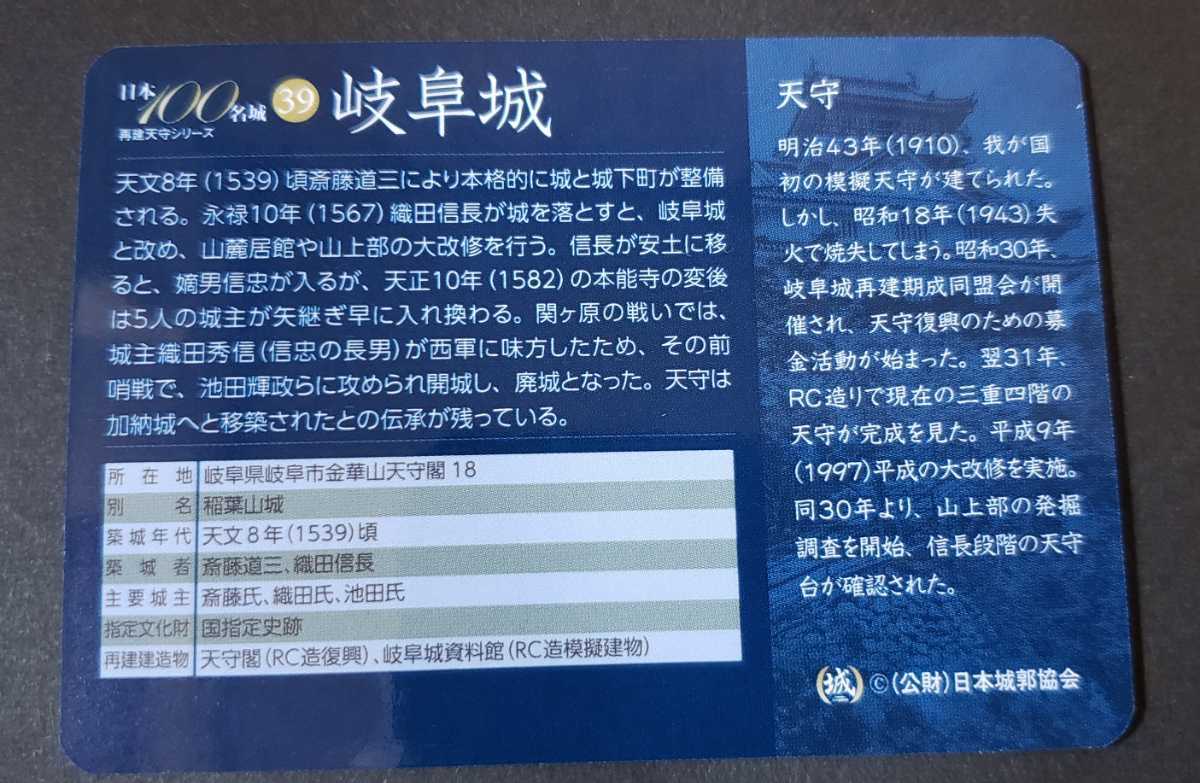 日本100名城 39 岐阜城
再建天守シリーズ
天文8年(1539)頃斎藤道三により本格的に城と城下町が整備
される。永禄10年(1567)織田信長が城を落とすと、岐阜城
と改め、山麓居館や山上部の大改修を行う。信長が安土に移
ると、嫡男信忠が入るが、天正10年(1582)の本能寺の変後
は5人の城主が矢継ぎ早に入れ換わる。関ヶ原の戦いでは、
城主織田秀信(信忠の長男)が西軍に味方したため、その前
哨戦で、池田輝政らに攻められ開城し、廃城となった。天守は
加納城へと移築されたとの伝承が残っている。
所在地 岐阜県岐阜市金華山天守閣18
別名 稲葉山城
築城年代 天文8年(1539)頃
築城者 斎藤道三、織田信長
主要城主 斎藤氏、織田氏、池田氏
指定文化財 国指定史跡
再建建造物 天守閣(RC造復興)、岐阜城資料館(RC造模擬建物)
天守
明治43年(1910)、我が国
初の模擬天守が建てられた。
しかし、昭和18年(1943)失
火で焼失してしまう。昭和30年、
岐阜城再建期成同盟会が開
催され、天守復興のための募
金活動が始まった。翌31年、
RC造りで現在の三重四階の
天守が完成を見た。平成9年
(1997)平成の大改修を実施。
同30年より、山上部の発掘
調査を開始、信長段階の天守
台が確認された。
城 ©(公財)日本城郭協会